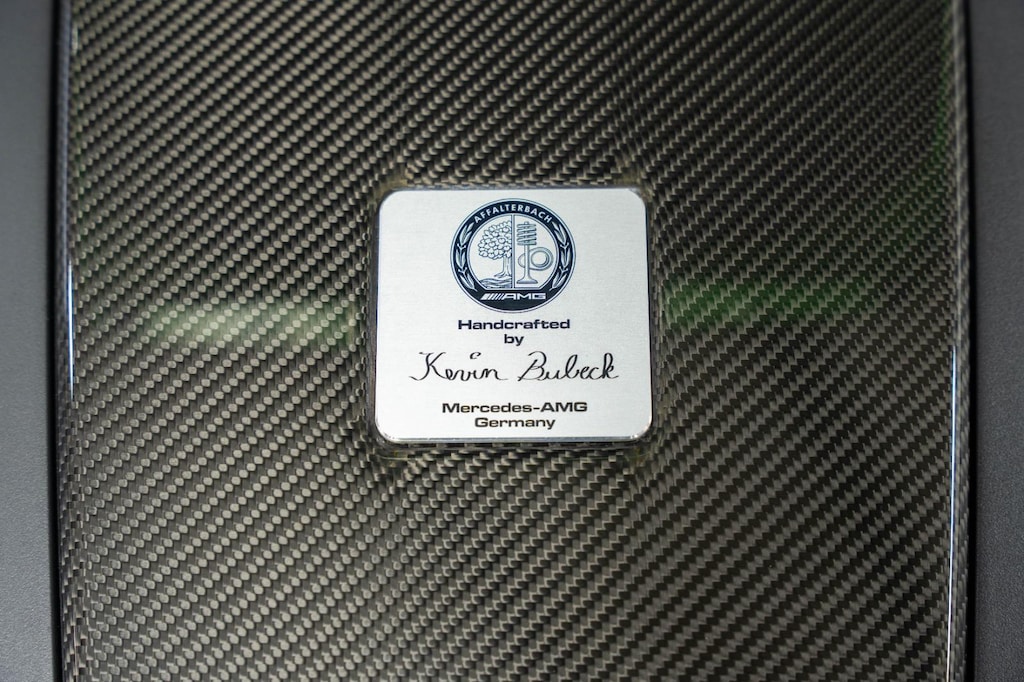 AFFALTERBACH
AMG
Handcrafted
by
Kevin Bubeck
Mercedes-AMG
Germany